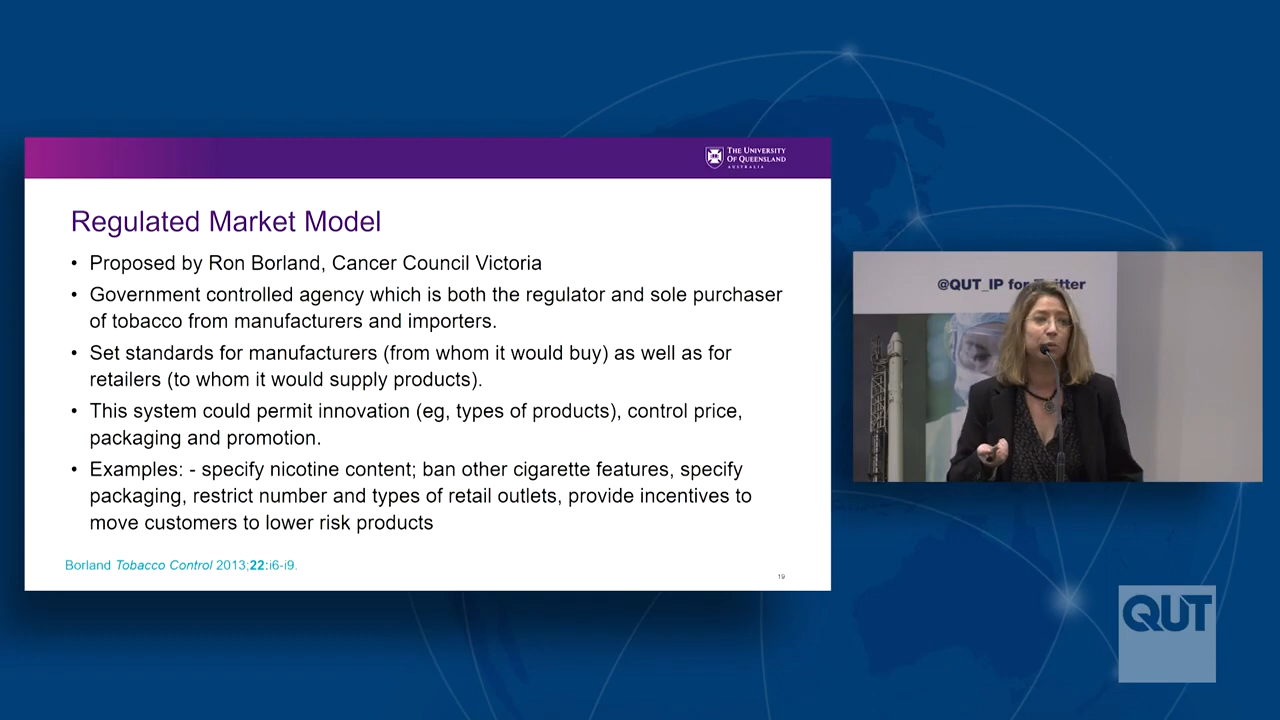 THE UNIVERSITY
OF QUEENSLAND
AUSTRALIA
Regulated Market Model
• Proposed by Ron Borland, Cancer Council Victoria
• Government controlled agency which is both the regulator and sole purchaser
of tobacco from manufacturers and importers.
• Set standards for manufacturers (from whom it would buy) as well as for
retailers (to whom it would supply products).
• This system could permit innovation (eg, types of products), control price,
packaging and promotion.
• Examples: - specify nicotine content; ban other cigarette features, specify
packaging, restrict number and types of retail outlets, provide incentives to
move customers to lower risk products
Borland Tobacco Control 2013;22:i6-i9.
19
@QUT_IP for Twitter
QUT